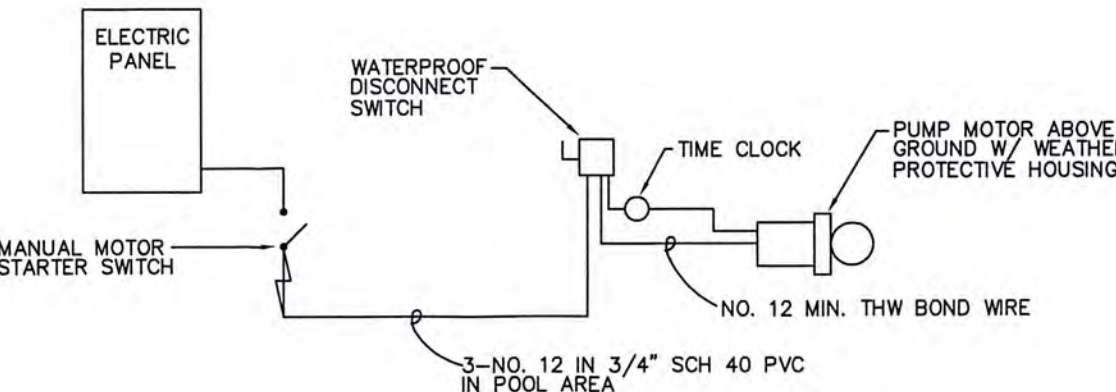 ELECTRIC
PANEL
WATERPROOF
DISCONNECT
SWITCH
TIME CLOCK
PUMP MOTOR ABOVE
GROUND W/ WEATHER
PROTECTIVE HOUSING
MANUAL MOTOR
STARTER SWITCH
NO. 12 MIN. THW BOND WIRE
3-NO. 12 IN 3/4" SCH 40 PVC
IN POOL AREA